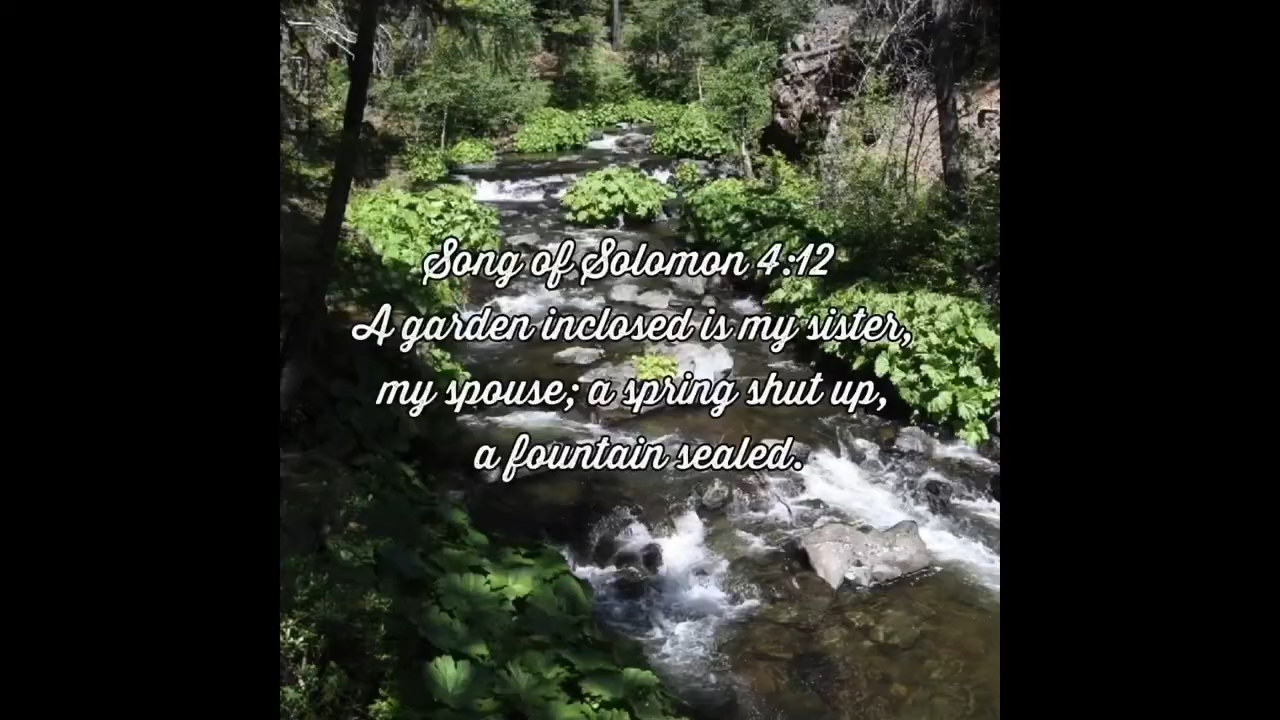 Song of Solomon 4:12
A garden inclosed is my sister,
my spouse; a spring shut up,
a fountain sealed.